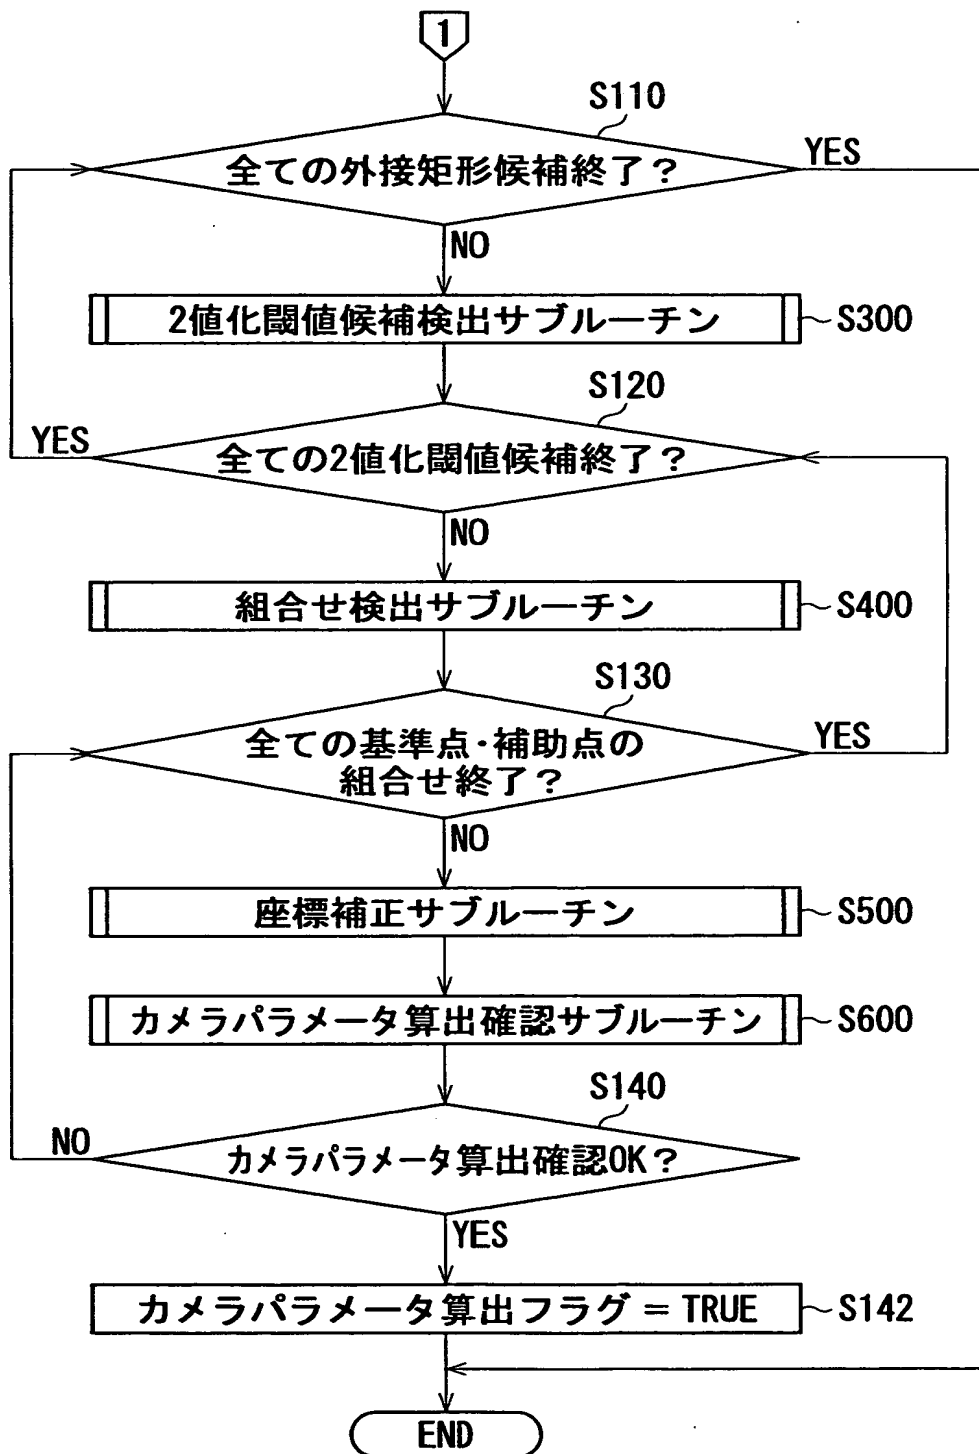 1
S110
全ての外接矩形候補終了？
YES
NO
2値化閾値候補検出サブルーチン
S300
S120
YES
全ての2値化閾値候補終了？
NO
組合せ検出サブルーチン
S400
S130
全ての基準点・補助点の
組合せ終了？
YES
NO
座標補正サブルーチン
S500
カメラパラメータ算出確認サブルーチン
S600
S140
NO
カメラパラメータ算出確認OK？
YES
カメラパラメータ算出フラグ = TRUE
S142
END